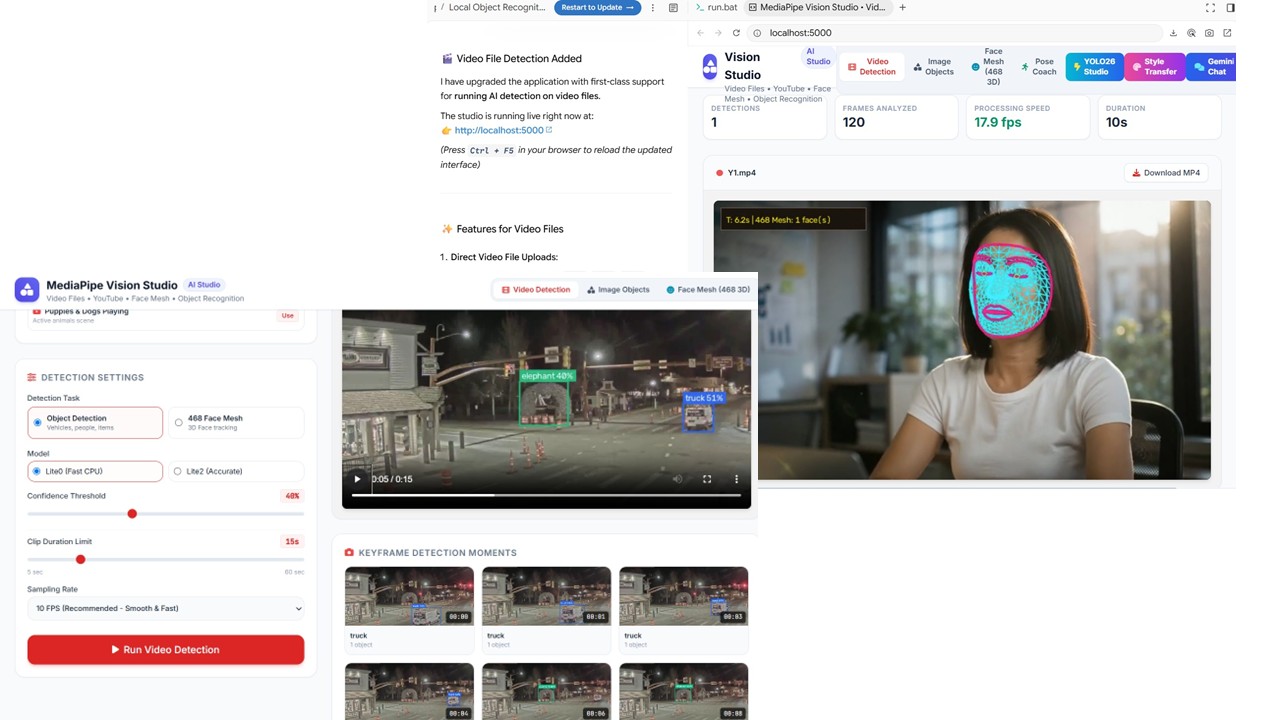 / Local Object Recognit...
Restart to Update →
🎬 Video File Detection Added
I have upgraded the application with first-class support
for running AI detection on video files.
The studio is running live right now at:
👉 http://localhost:5000
(Press Ctrl + F5 in your browser to reload the updated
interface)
✨ Features for Video Files
1. Direct Video File Uploads:
run.bat
MediaPipe Vision Studio • Vid...
localhost:5000
Vision
Studio
AI
Studio
Video Files • YouTube • Face
Mesh • Object Recognition
Video
Detection
Image
Objects
Face
Mesh
(468
3D)
Pose
Coach
YOLO26
Studio
Style
Transfer
Gemini
Chat
DETECTIONS
1
FRAMES ANALYZED
120
PROCESSING SPEED
17.9 fps
DURATION
10s
Y1.mp4
Download MP4
T: 6.2s | 468 Mesh: 1 face(s)
MediaPipe Vision Studio
AI Studio
Video Files • YouTube • Face Mesh • Object Recognition
Video Detection
Image Objects
Face Mesh (468 3D)
Puppies & Dogs Playing
Active animals scene
Use
DETECTION SETTINGS
Detection Task
Object Detection
Vehicles, people, items
468 Face Mesh
3D Face tracking
Model
Lite0 (Fast CPU)
Lite2 (Accurate)
Confidence Threshold
40%
Clip Duration Limit
15s
5 sec
60 sec
Sampling Rate
10 FPS (Recommended - Smooth & Fast)
Run Video Detection
elephant 40%
truck 51%
0:05 / 0:15
KEYFRAME DETECTION MOMENTS
00:00
00:01
00:03
truck
1 object
truck
1 object
truck
1 object
00:04
00:06
00:08